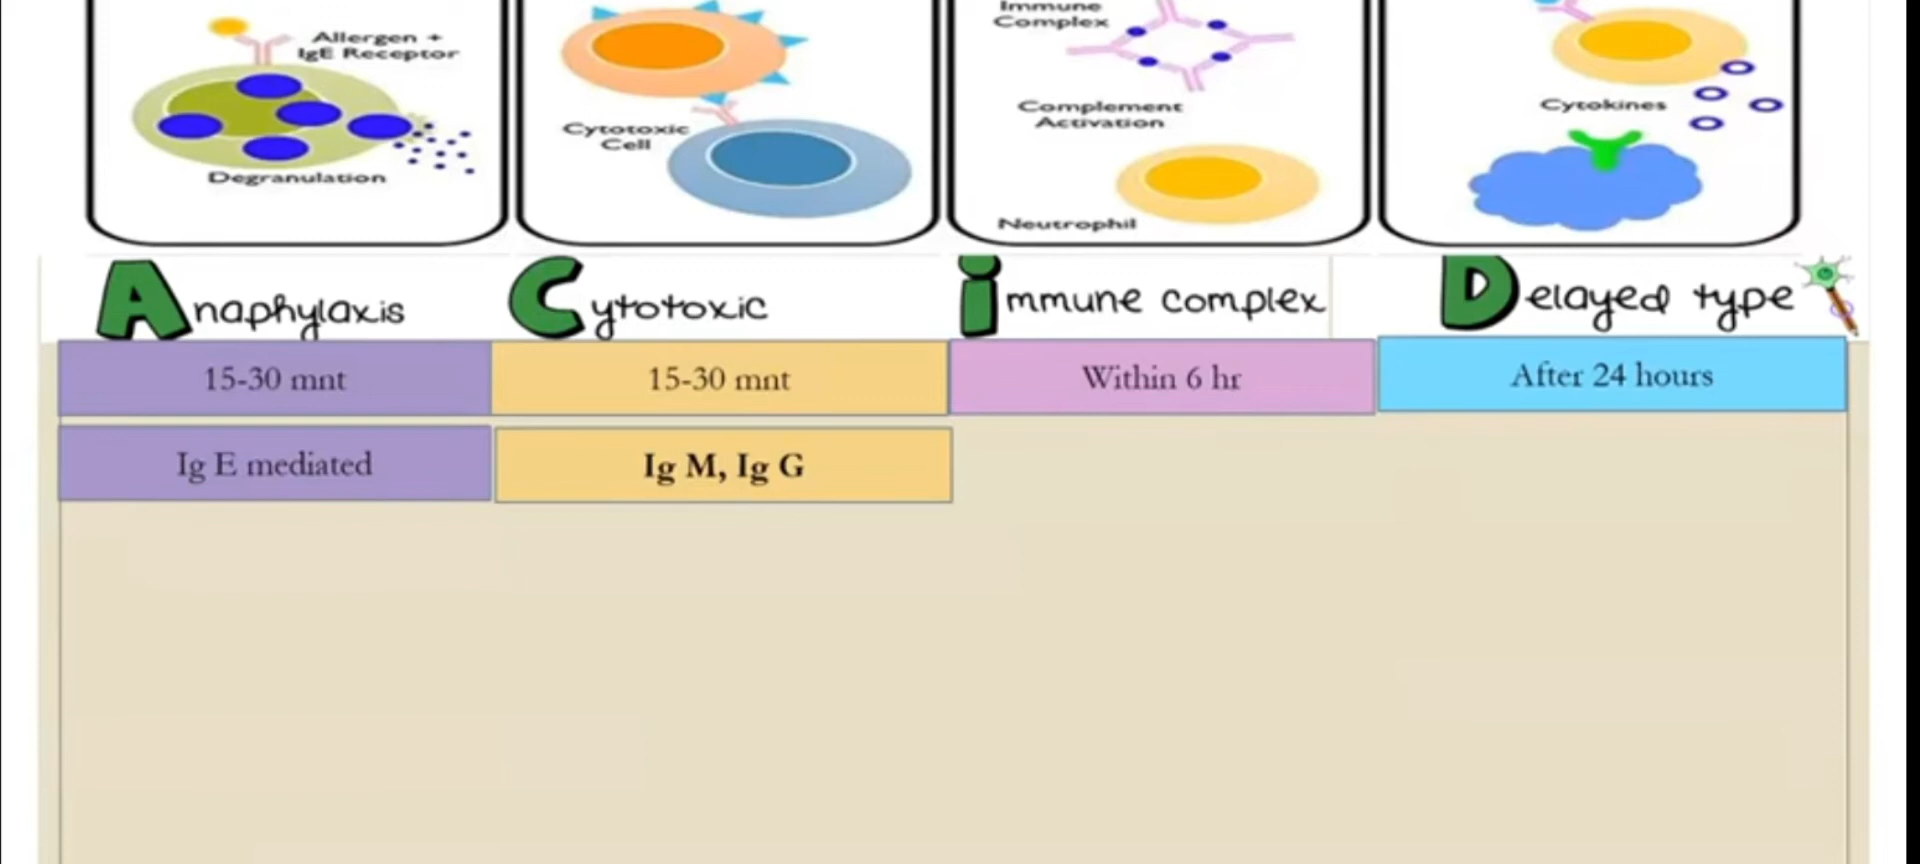 Allergen +
IgE Receptor
Degranulation
Cytotoxic
Cell
Immune
Complex
Complement
Activation
Neutrophil
Cytokines
Anaphylaxis
Cytotoxic
immune complex
Delayed type
15-30 mnt
15-30 mnt
Within 6 hr
After 24 hours
Ig E mediated
Ig M, Ig G